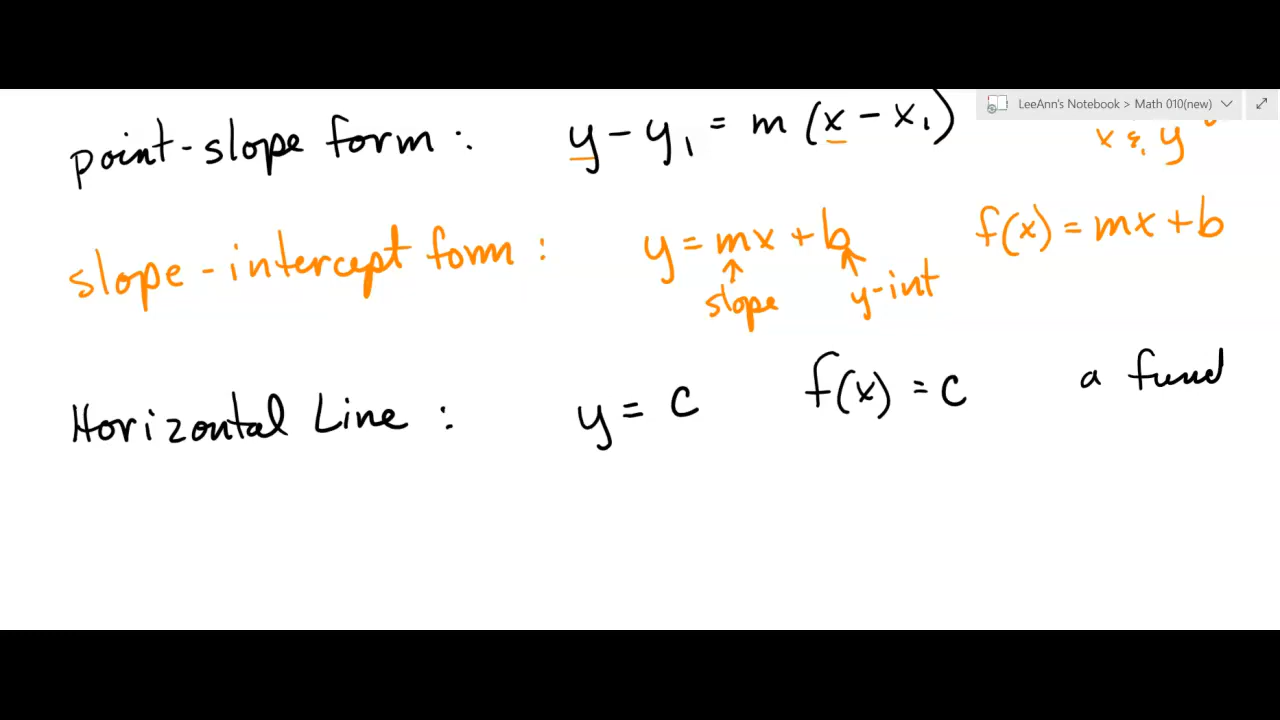 LeeAnn's Notebook > Math 010(new)
point-slope form : y - y₁ = m (x - x₁)
x &, y
slope-intercept form : y = mx + b f(x) = mx + b
slope y-int
Horizontal Line : y = c f(x) = c a